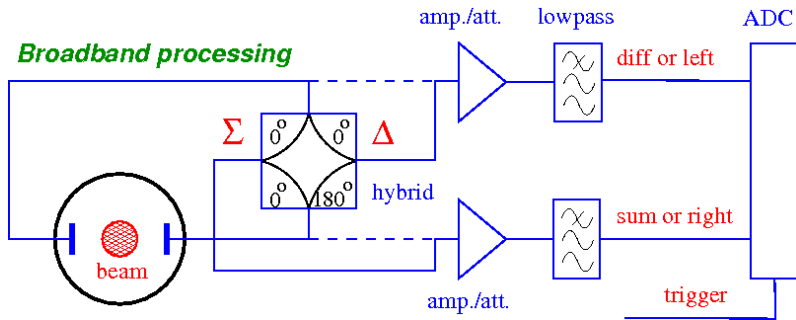 amp./att.
lowpass
ADC
Broadband processing
diff or left
Σ
0°
0°
Δ
0°
180°
hybrid
sum or right
beam
amp./att.
trigger